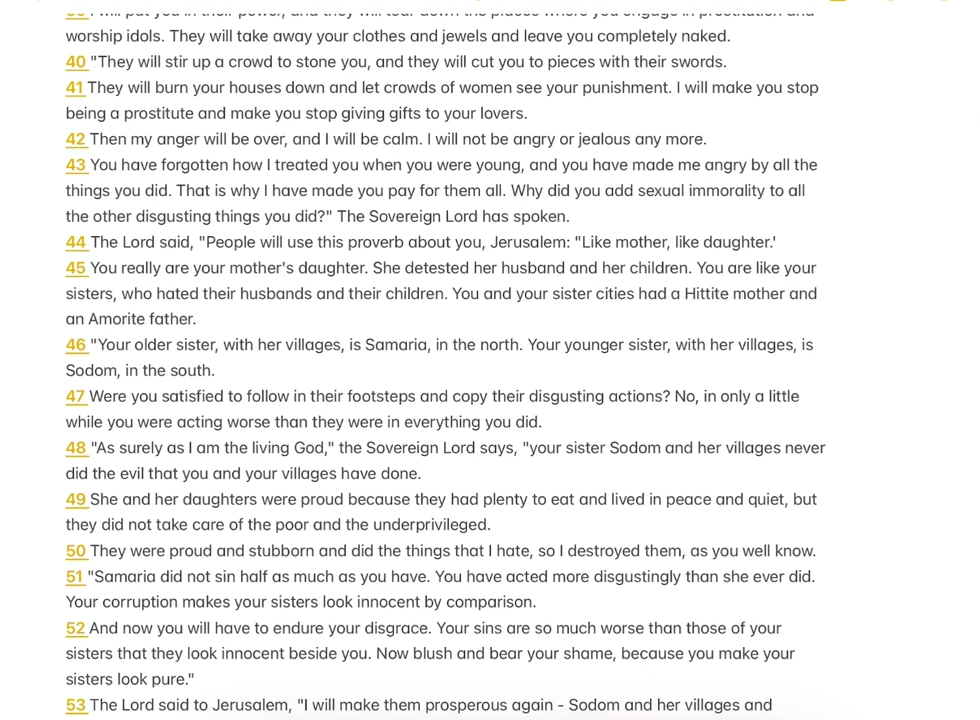 39 I will put you in their power, and they will tear down the places where you engage in prostitution and
worship idols. They will take away your clothes and jewels and leave you completely naked.
40 "They will stir up a crowd to stone you, and they will cut you to pieces with their swords.
41 They will burn your houses down and let crowds of women see your punishment. I will make you stop
being a prostitute and make you stop giving gifts to your lovers.
42 Then my anger will be over, and I will be calm. I will not be angry or jealous any more.
43 You have forgotten how I treated you when you were young, and you have made me angry by all the
things you did. That is why I have made you pay for them all. Why did you add sexual immorality to all
the other disgusting things you did?" The Sovereign Lord has spoken.
44 The Lord said, "People will use this proverb about you, Jerusalem: "Like mother, like daughter.'
45 You really are your mother's daughter. She detested her husband and her children. You are like your
sisters, who hated their husbands and their children. You and your sister cities had a Hittite mother and
an Amorite father.
46 "Your older sister, with her villages, is Samaria, in the north. Your younger sister, with her villages, is
Sodom, in the south.
47 Were you satisfied to follow in their footsteps and copy their disgusting actions? No, in only a little
while you were acting worse than they were in everything you did.
48 "As surely as I am the living God," the Sovereign Lord says, "your sister Sodom and her villages never
did the evil that you and your villages have done.
49 She and her daughters were proud because they had plenty to eat and lived in peace and quiet, but
they did not take care of the poor and the underprivileged.
50 They were proud and stubborn and did the things that I hate, so I destroyed them, as you well know.
51 "Samaria did not sin half as much as you have. You have acted more disgustingly than she ever did.
Your corruption makes your sisters look innocent by comparison.
52 And now you will have to endure your disgrace. Your sins are so much worse than those of your
sisters that they look innocent beside you. Now blush and bear your shame, because you make your
sisters look pure."
53 The Lord said to Jerusalem, "I will make them prosperous again - Sodom and her villages and